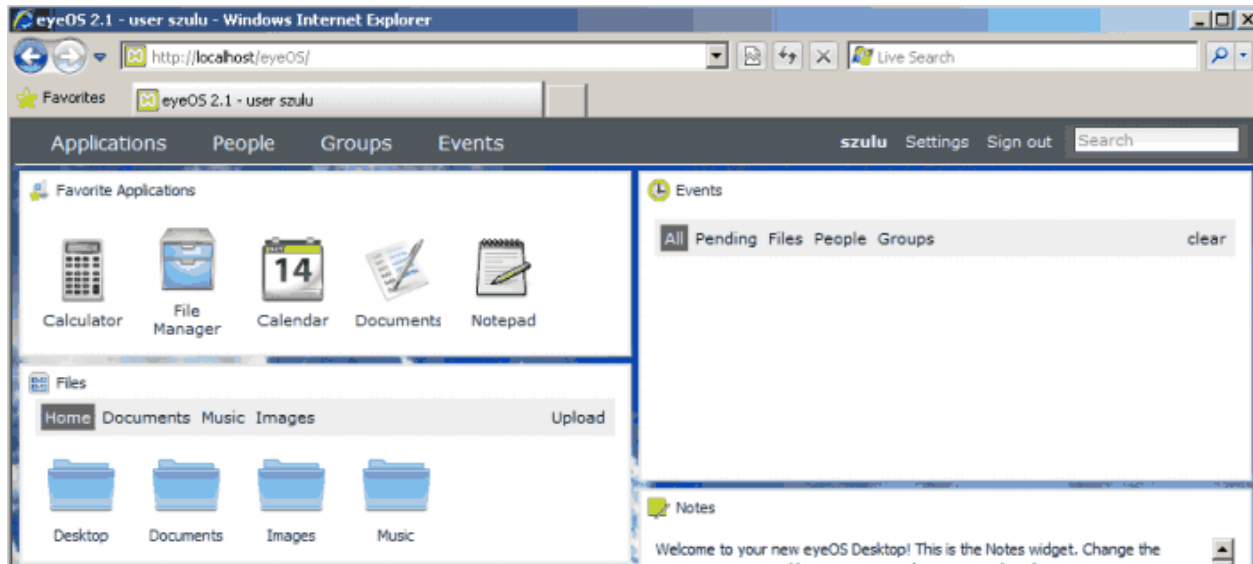 eyeOS 2.1 - user szulu - Windows Internet Explorer
http://localhost/eyeOS/
Live Search
Favorites
eyeOS 2.1 - user szulu
Applications People Groups Events szulu Settings Sign out Search
Favorite Applications
14
Calculator
File
Manager
Calendar
Documents
Notepad
Files
Home Documents Music Images Upload
Desktop Documents Images Music
Events
All Pending Files People Groups clear
Notes
Welcome to your new eyeOS Desktop! This is the Notes widget. Change the